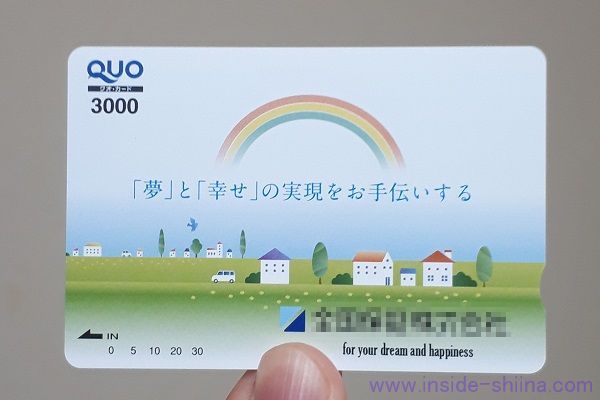 QUO
クオ・カード
3000
「夢」と「幸せ」の実現をお手伝いする
for your dream and happiness
IN
0 5 10 20 30
www.inside-shiina.com